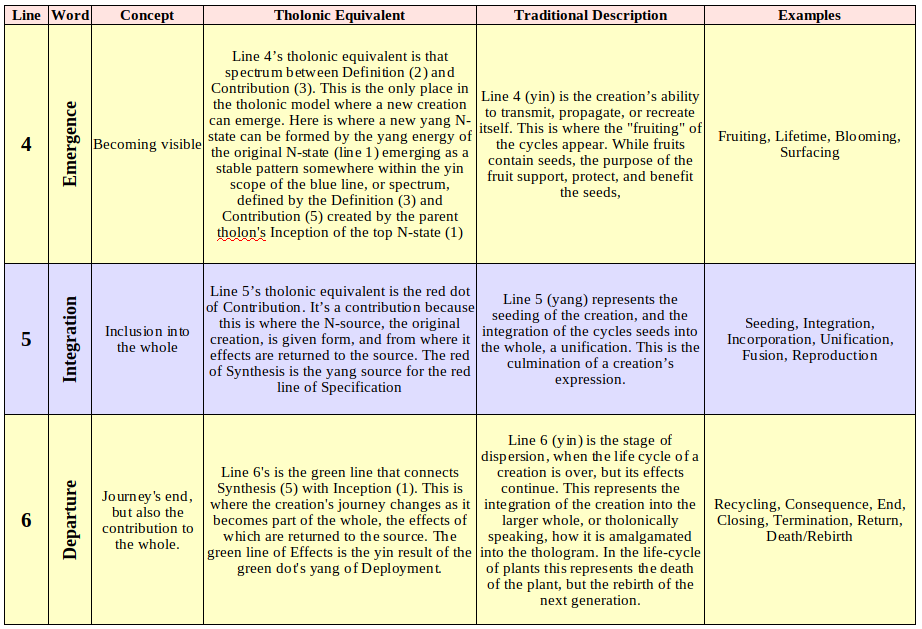 Line Word Concept Tholonic Equivalent Traditional Description Examples
4
Emergence
Becoming visible
Line 4’s tholonic equivalent is that
spectrum between Definition (2) and
Contribution (3). This is the only place in
the tholonic model where a new creation
can emerge. Here is where a new yang N-
state can be formed by the yang energy of
the original N-state (line 1) emerging as a
stable pattern somewhere within the yin
scope of the blue line, or spectrum,
defined by the Definition (3) and
Contribution (5) created by the parent
tholon's Inception of the top N-state (1)
Line 4 (yin) is the creation’s ability
to transmit, propagate, or recreate
itself. This is where the "fruiting" of
the cycles appear. While fruits
contain seeds, the purpose of the
fruit support, protect, and benefit
the seeds,
Fruiting, Lifetime, Blooming,
Surfacing
5
Integration
Inclusion into
the whole
Line 5’s tholonic equivalent is the red dot
of Contribution. It’s a contribution because
this is where the N-source, the original
creation, is given form, and from where it
effects are returned to the source. The red
of Synthesis is the yang source for the red
line of Specification
Line 5 (yang) represents the
seeding of the creation, and the
integration of the cycles seeds into
the whole, a unification. This is the
culmination of a creation’s
expression.
Seeding, Integration,
Incorporation, Unification,
Fusion, Reproduction
6
Departure
Journey's end,
but also the
contribution to
the whole.
Line 6's is the green line that connects
Synthesis (5) with Inception (1). This is
where the creation's journey changes as it
becomes part of the whole, the effects of
which are returned to the source. The
green line of Effects is the yin result of the
green dot's yang of Deployment.
Line 6 (yin) is the stage of
dispersion, when the life cycle of a
creation is over, but its effects
continue. This represents the
integration of the creation into the
larger whole, or tholonically
speaking, how it is amalgamated
into the thologram. In the life-cycle
of plants this represents the death
of the plant, but the rebirth of the
next generation.
Recycling, Consequence, End,
Closing, Termination, Return,
Death/Rebirth